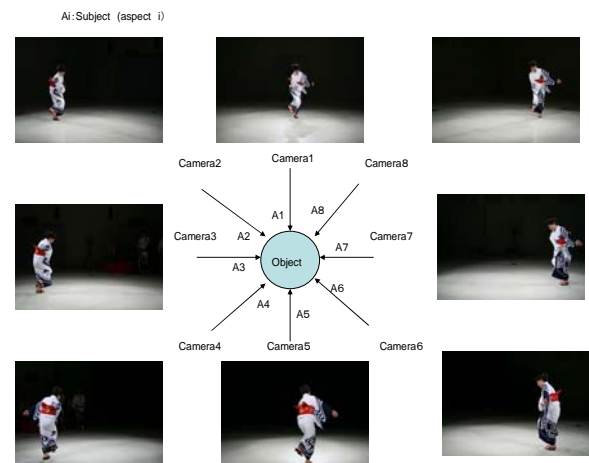 Ai:Subject (aspect i)
Camera2
Camera1
Camera8
A1
A8
Camera3
A2
A7
Camera7
Object
A3
A6
A4
A5
Camera4
Camera5
Camera6